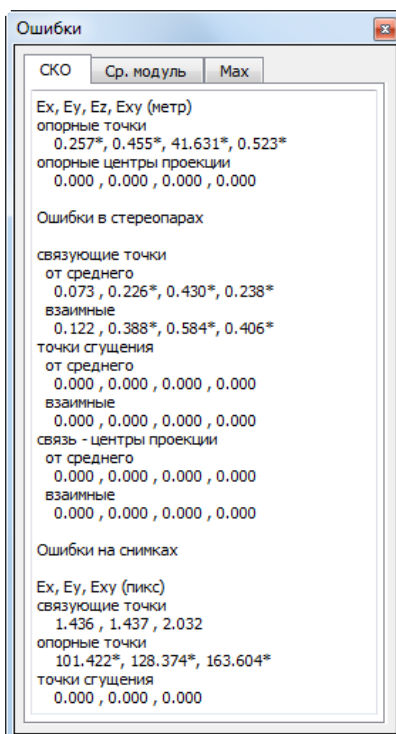 Ошибки
СКО Ср. модуль Max
Ex, Ey, Ez, Exy (метр)
опорные точки
0.257*, 0.455*, 41.631*, 0.523*
опорные центры проекции
0.000 , 0.000 , 0.000 , 0.000
Ошибки в стереопарах
связующие точки
от среднего
0.073 , 0.226*, 0.430*, 0.238*
взаимные
0.122 , 0.388*, 0.584*, 0.406*
точки сгущения
от среднего
0.000 , 0.000 , 0.000 , 0.000
взаимные
0.000 , 0.000 , 0.000 , 0.000
связь - центры проекции
от среднего
0.000 , 0.000 , 0.000 , 0.000
взаимные
0.000 , 0.000 , 0.000 , 0.000
Ошибки на снимках
Ex, Ey, Exy (пикс)
связующие точки
1.436 , 1.437 , 2.032
опорные точки
101.422*, 128.374*, 163.604*
точки сгущения
0.000 , 0.000 , 0.000